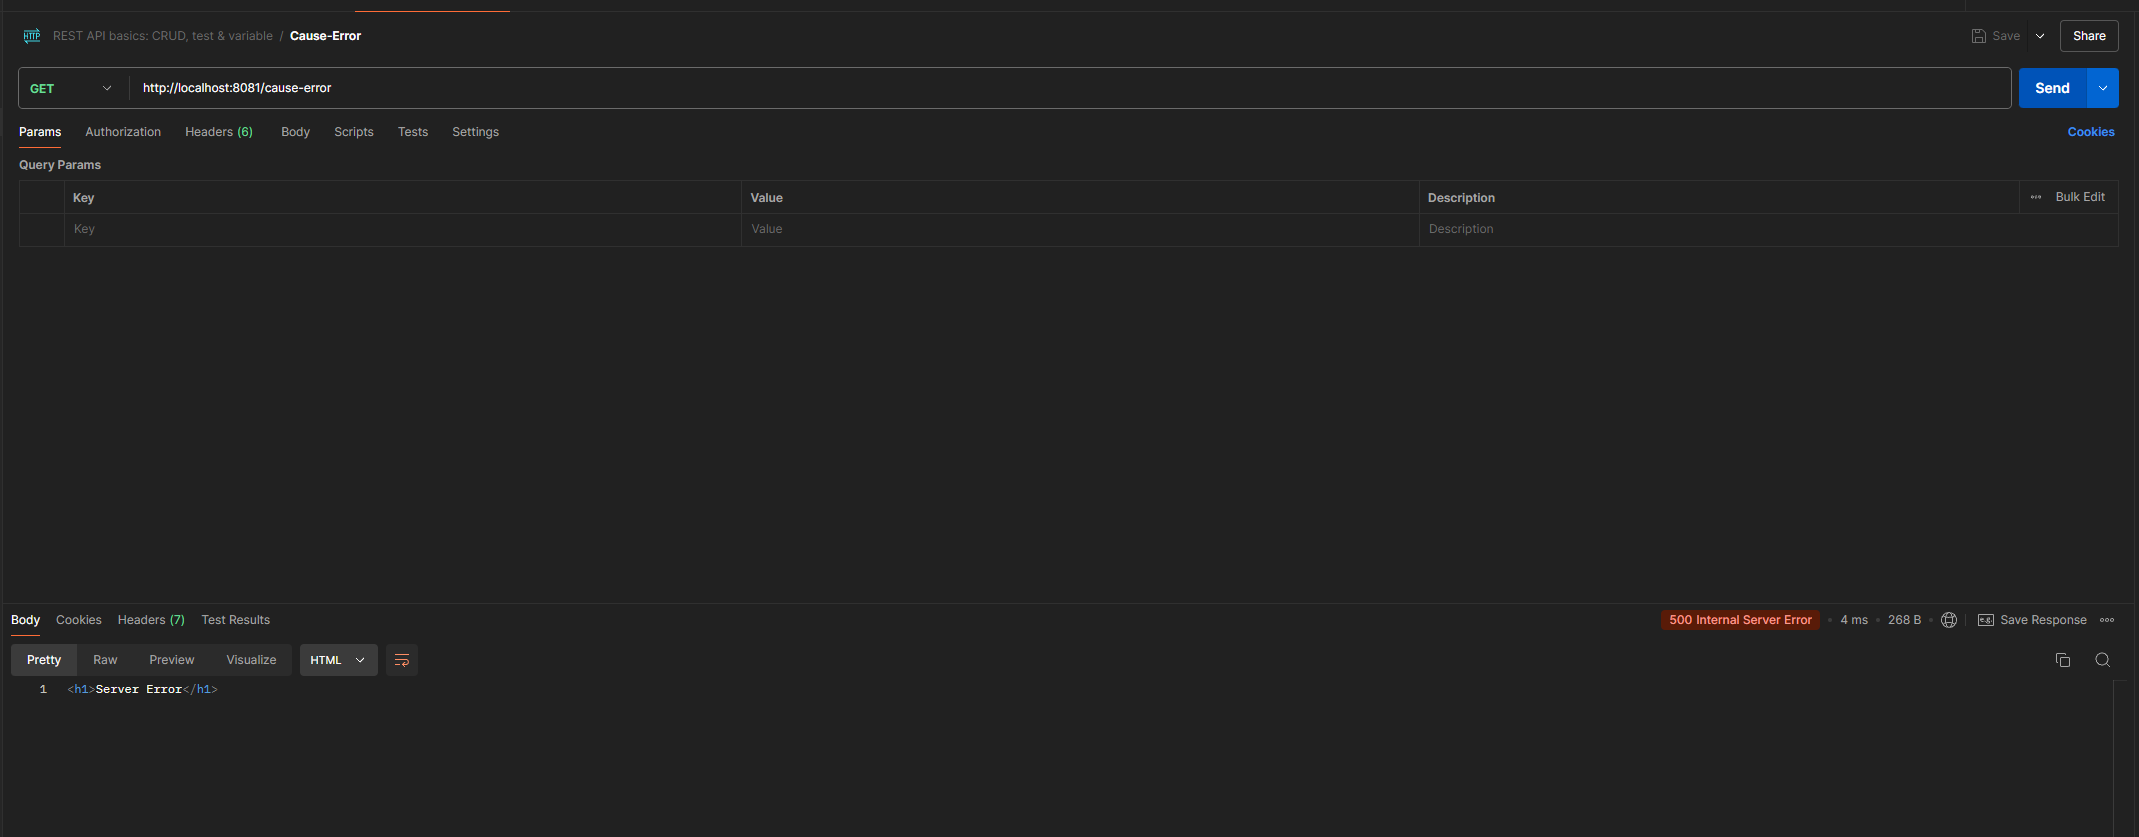 HTTP REST API basics: CRUD, test & variable / Cause-Error Save Share
GET http://localhost:8081/cause-error Send
Params Authorization Headers (6) Body Scripts Tests Settings Cookies
Query Params
Key Value Description Bulk Edit
Key Value Description
Body Cookies Headers (7) Test Results 500 Internal Server Error • 4 ms • 268 B • e.g. Save Response
Pretty Raw Preview Visualize HTML
1 <h1>Server Error</h1>